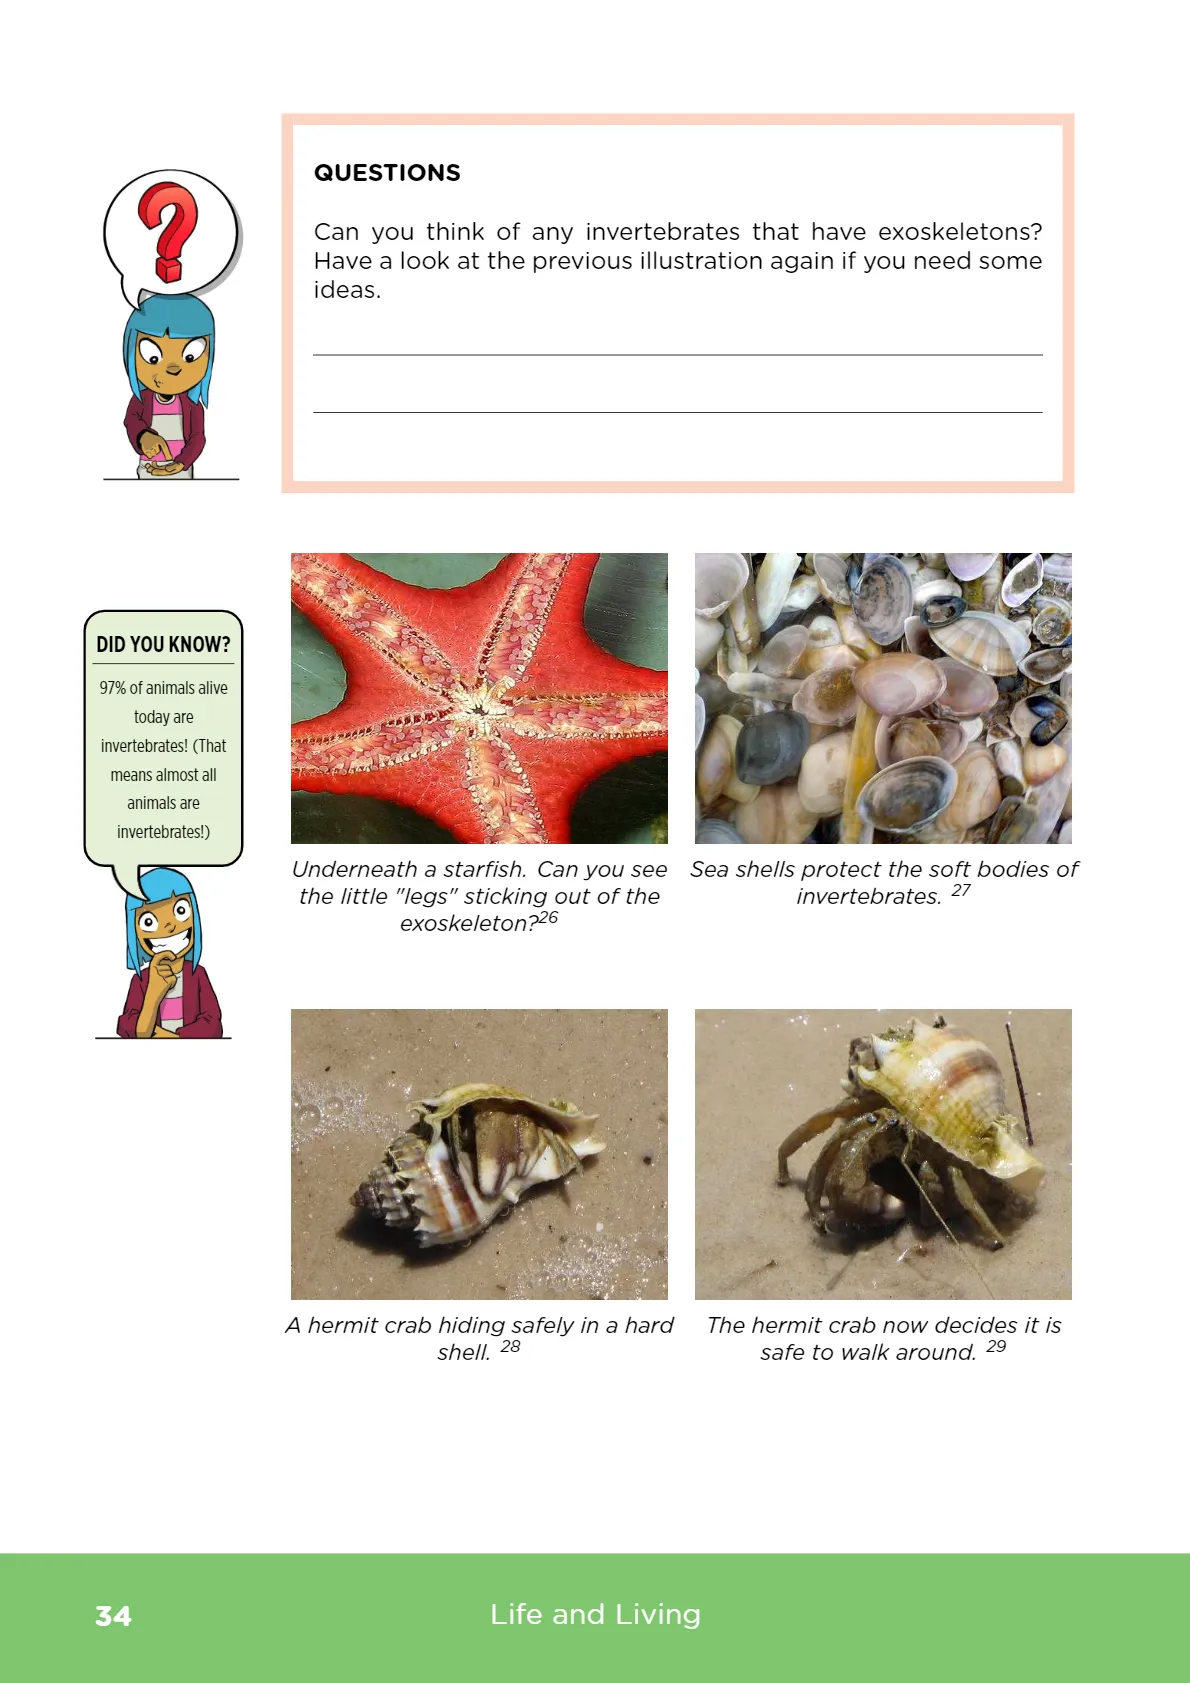 QUESTIONS
Can you think of any invertebrates that have exoskeletons?
Have a look at the previous illustration again if you need some
ideas.
DID YOU KNOW?
97% of animals alive
today are
invertebrates! (That
means almost all
animals are
invertebrates!)
Underneath a starfish. Can you see
the little "legs" sticking out of the
exoskeleton?26
Sea shells protect the soft bodies of
invertebrates. 27
A hermit crab hiding safely in a hard
shell. 28
The hermit crab now decides it is
safe to walk around. 29
34
Life and Living